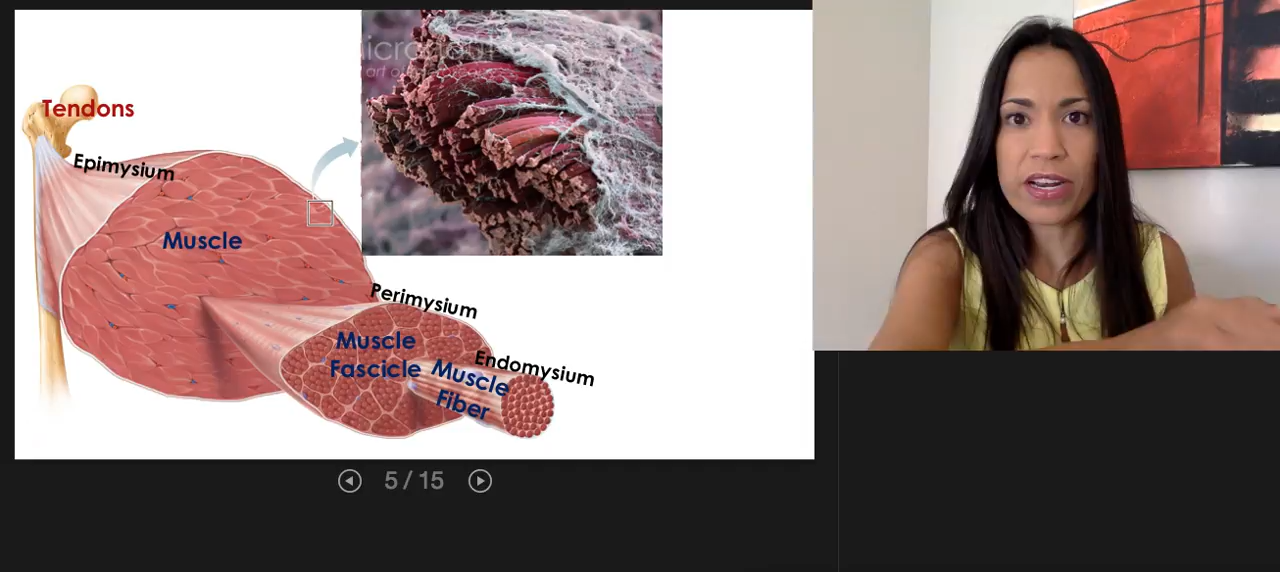 Tendons
Epimysium
Muscle
Perimysium
Muscle
Fascicle
Endomysium
Muscle
Fiber
5 / 15